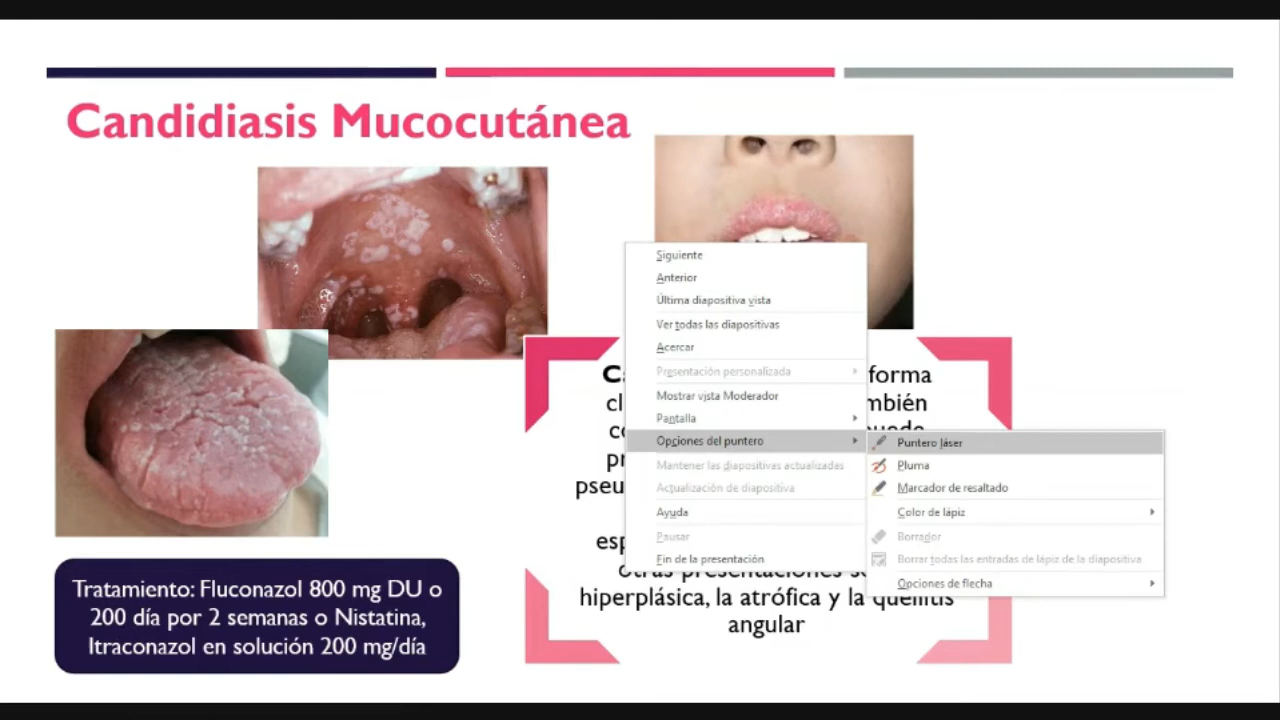 Candidiasis Mucocutánea
Siguiente
Anterior
Última diapositiva vista
Ver todas las diapositivas
Acercar
Presentación personalizada
Mostrar vista Moderador
Pantalla
Opciones del puntero
Mantener las diapositivas actualizadas
Actualización de diapositiva
Ayuda
Pausar
Fin de la presentación
Puntero láser
Pluma
Marcador de resaltado
Color de lápiz
Borrador
Borrar todas las entradas de lápiz de la diapositiva
Opciones de flecha
forma
otras presentaciones
hiperplásica, la atrófica y la queilitis
angular
Tratamiento: Fluconazol 800 mg DU o
200 día por 2 semanas o Nistatina,
Itraconazol en solución 200 mg/día